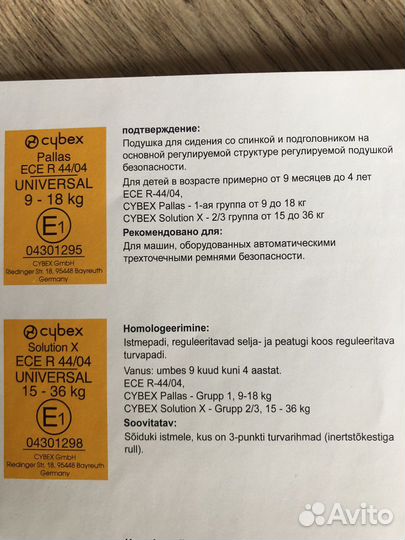 cybex
Pallas
ECE R 44/04
UNIVERSAL
9 - 18 kg
E1
04301295
CYBEX GmbH
Riedinger Str. 18, 95448 Bayreuth
Germany
подтверждение:
Подушка для сидения со спинкой и подголовником на
основной регулируемой структуре регулируемой подушкой
безопасности.
Для детей в возрасте примерно от 9 месяцев до 4 лет
ECE R-44/04,
CYBEX Pallas - 1-ая группа от 9 до 18 кг
CYBEX Solution X - 2/3 группа от 15 до 36 кг
Рекомендовано для:
Для машин, оборудованных автоматическими
трехточечными ремнями безопасности.
cybex
Solution X
ECE R 44/04
UNIVERSAL
15 - 36 kg
E1
04301298
CYBEX GmbH
Riedinger Str. 18, 95448 Bayreuth
Germany
Homologeerimine:
Istmepadi, reguleeritavad selja- ja peatugi koos reguleeritava
turvapadi.
Vanus: umbes 9 kuud kuni 4 aastat.
ECE R-44/04,
CYBEX Pallas - Grupp 1, 9-18 kg
CYBEX Solution X - Grupp 2/3, 15 - 36 kg
Soovitatav:
Sõiduki istmele, kus on 3-punkti turvarihmad (inertstõkestiga
rull).
Avito